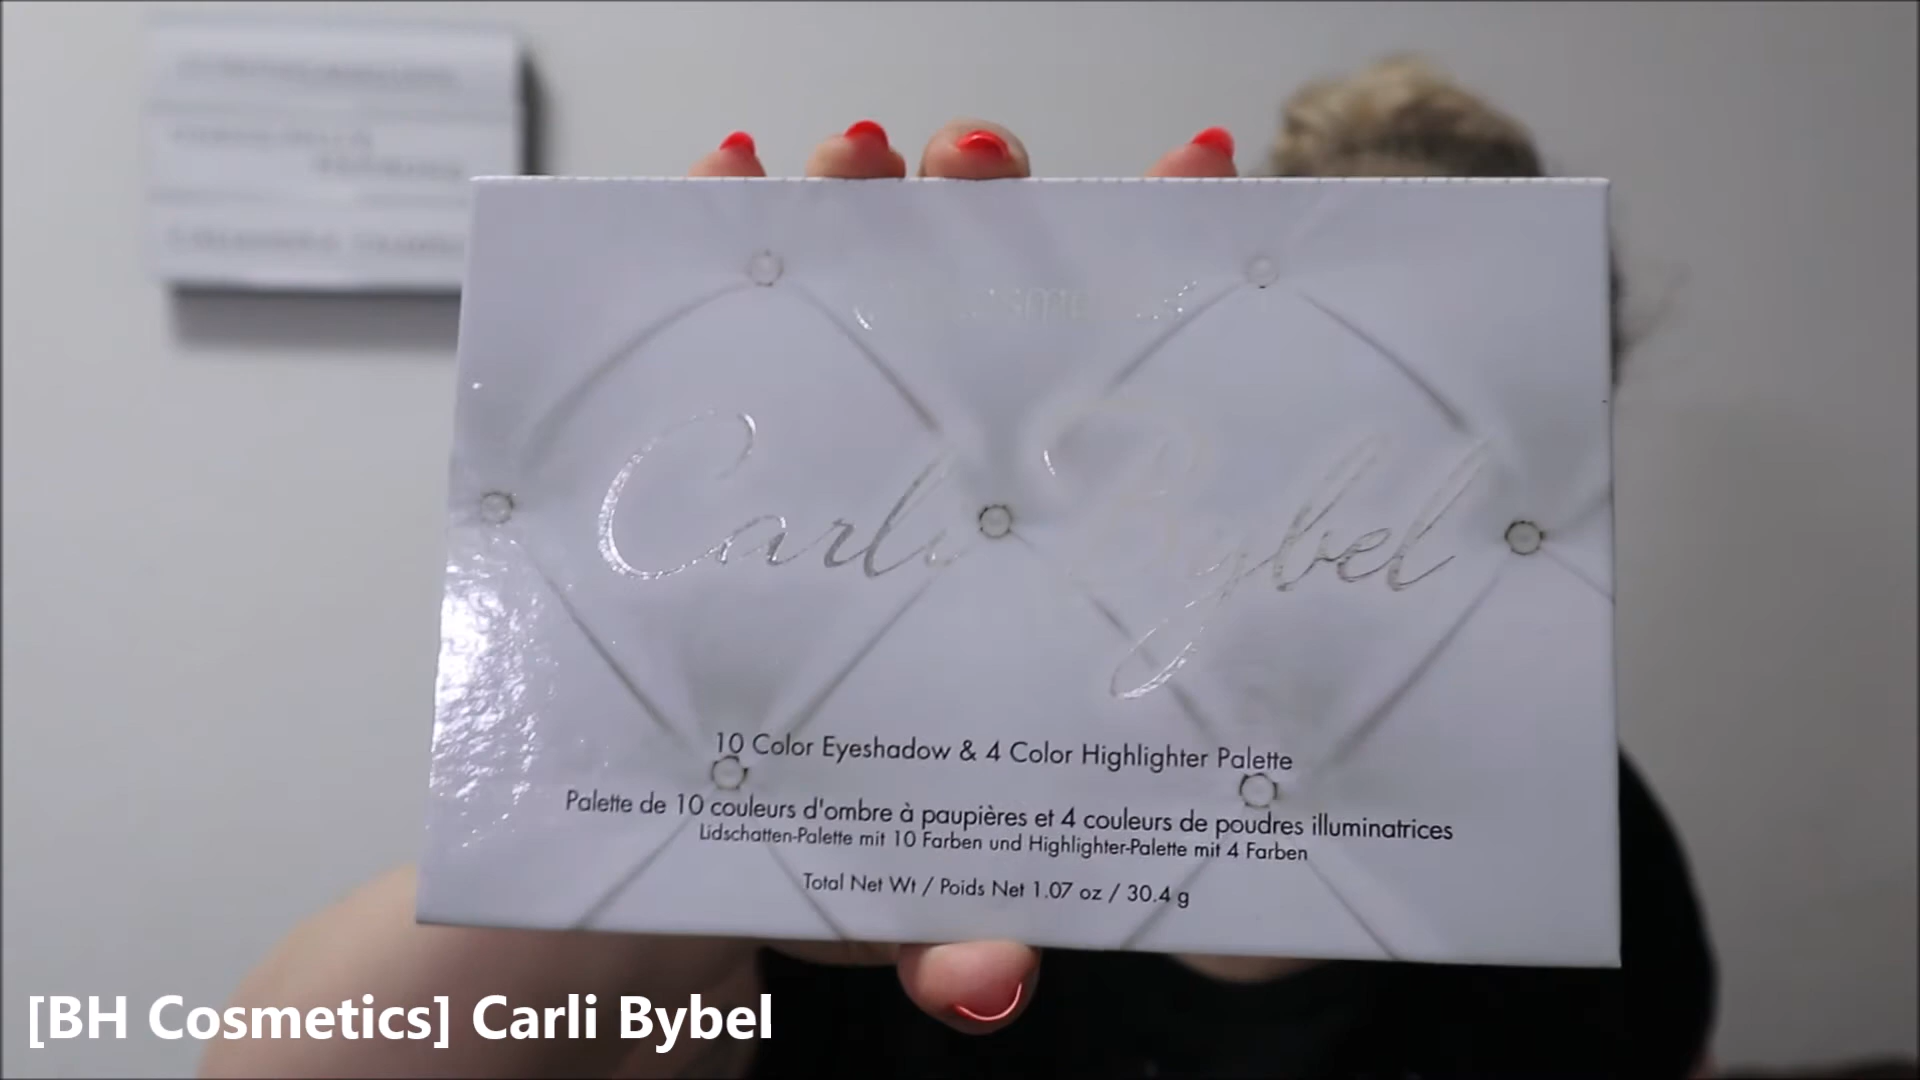 Carli Bybel
10 Color Eyeshadow & 4 Color Highlighter Palette
Palette de 10 couleurs d'ombre à paupières et 4 couleurs de poudres illuminatrices
Lidschatten-Palette mit 10 Farben und Highlighter-Palette mit 4 Farben
Total Net Wt / Poids Net 1.07 oz / 30.4 g
[BH Cosmetics] Carli Bybel